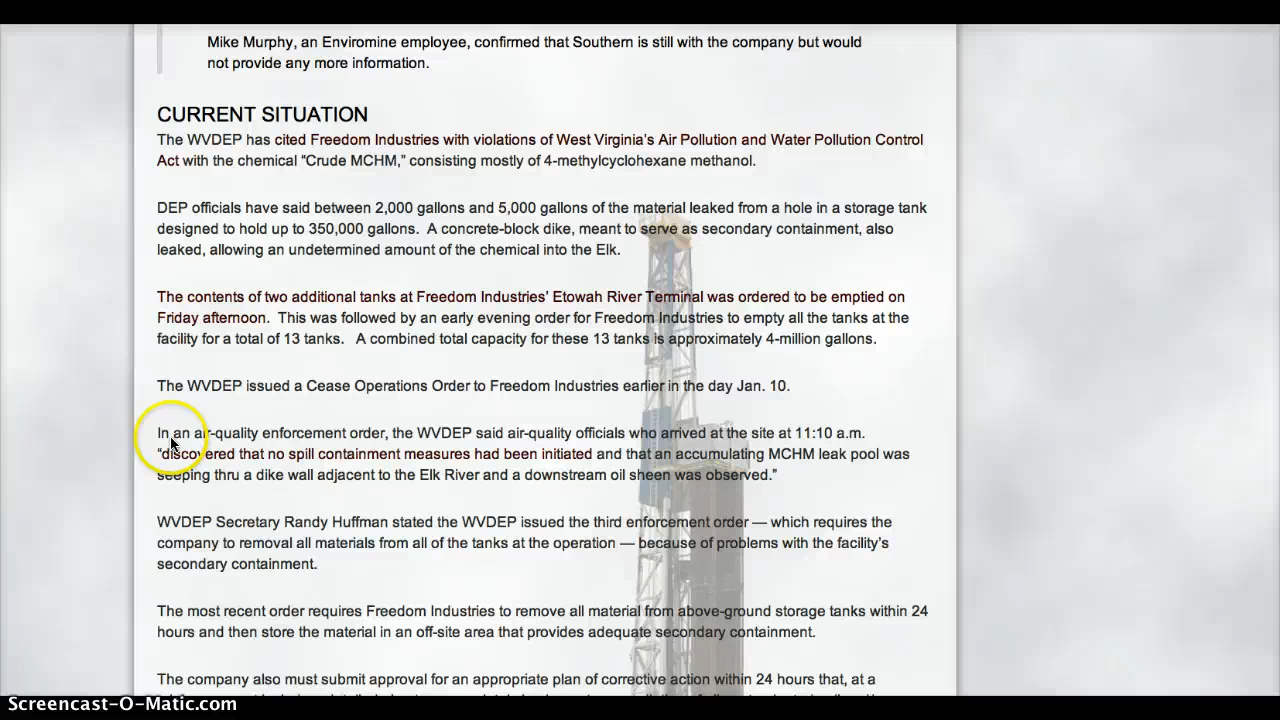 Mike Murphy, an Enviromine employee, confirmed that Southern is still with the company but would
not provide any more information.
CURRENT SITUATION
The WVDEP has cited Freedom Industries with violations of West Virginia’s Air Pollution and Water Pollution Control
Act with the chemical “Crude MCHM,” consisting mostly of 4-methylcyclohexane methanol.
DEP officials have said between 2,000 gallons and 5,000 gallons of the material leaked from a hole in a storage tank
designed to hold up to 350,000 gallons.  A concrete-block dike, meant to serve as secondary containment, also
leaked, allowing an undetermined amount of the chemical into the Elk.
The contents of two additional tanks at Freedom Industries’ Etowah River Terminal was ordered to be emptied on
Friday afternoon.  This was followed by an early evening order for Freedom Industries to empty all the tanks at the
facility for a total of 13 tanks.   A combined total capacity for these 13 tanks is approximately 4-million gallons.
The WVDEP issued a Cease Operations Order to Freedom Industries earlier in the day Jan. 10.
In an air-quality enforcement order, the WVDEP said air-quality officials who arrived at the site at 11:10 a.m.
“discovered that no spill containment measures had been initiated and that an accumulating MCHM leak pool was
seeping thru a dike wall adjacent to the Elk River and a downstream oil sheen was observed.”
WVDEP Secretary Randy Huffman stated the WVDEP issued the third enforcement order — which requires the
company to removal all materials from all of the tanks at the operation — because of problems with the facility’s
secondary containment.
The most recent order requires Freedom Industries to remove all material from above-ground storage tanks within 24
hours and then store the material in an off-site area that provides adequate secondary containment.
The company also must submit approval for an appropriate plan of corrective action within 24 hours that, at a
Screencast-O-Matic.com